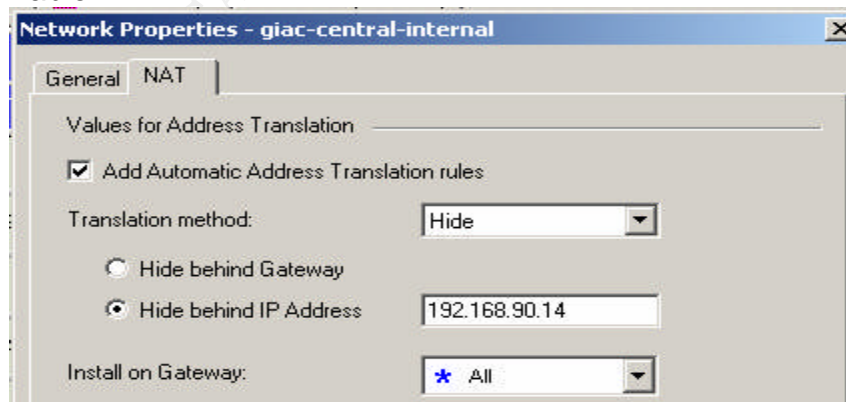 Network Properties - giac-central-internal
General NAT
Values for Address Translation
Add Automatic Address Translation rules
Translation method: Hide
Hide behind Gateway
Hide behind IP Address 192.168.90.14
Install on Gateway: * All